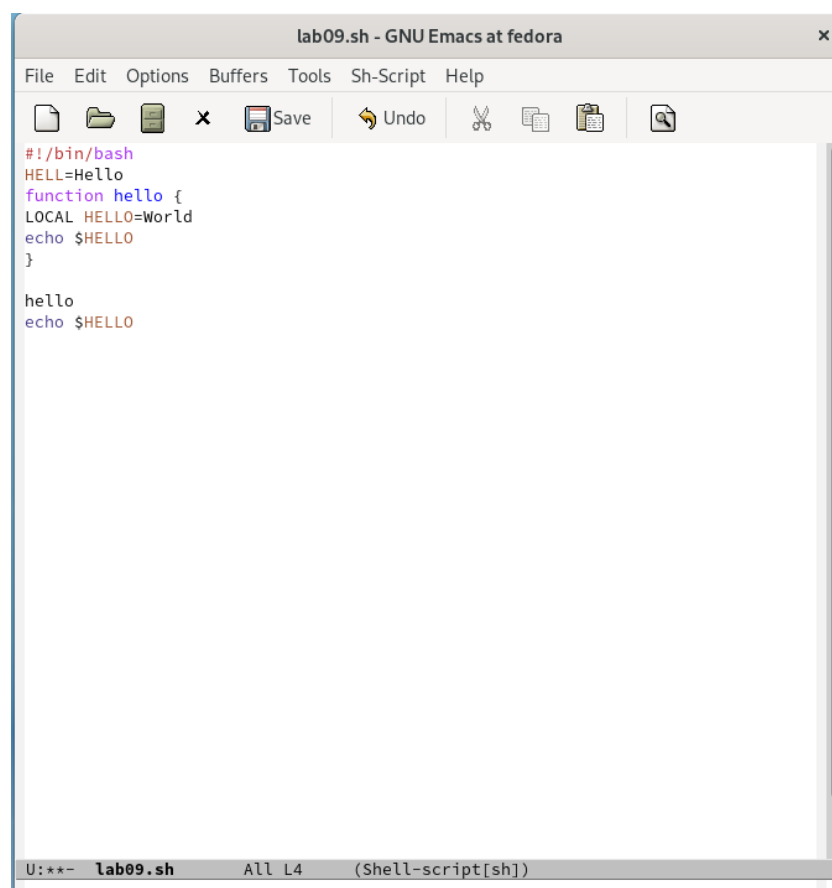 lab09.sh - GNU Emacs at fedora
File Edit Options Buffers Tools Sh-Script Help
Save Undo
#!/bin/bash
HELL=Hello
function hello {
LOCAL HELLO=World
echo $HELLO
}
hello
echo $HELLO
U:**- lab09.sh All L4 (Shell-script[sh])